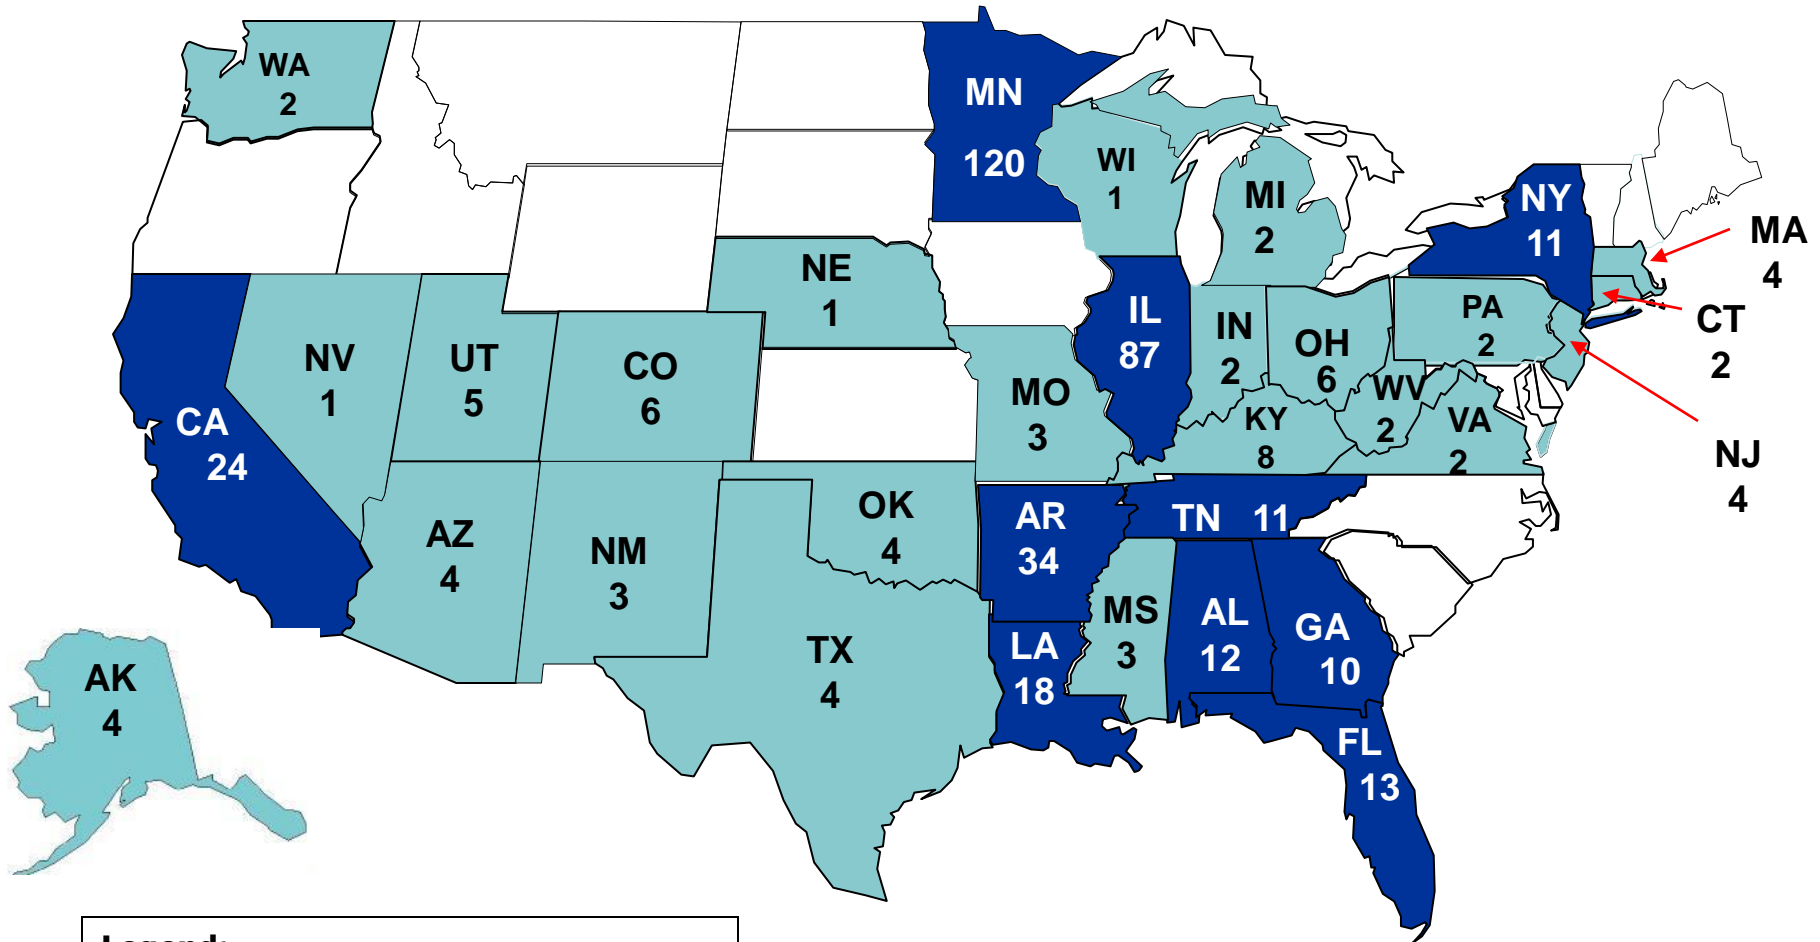 WA
2
MN
120
WI
1
MI
2
NY
11
MA
4
NE
1
IL
87
IN
2
OH
6
PA
2
CT
2
NV
1
UT
5
CO
6
MO
3
WV
2
KY
8
VA
2
NJ
4
CA
24
AZ
4
NM
3
OK
4
AR
34
TN 11
TX
4
LA
18
MS
3
AL
12
GA
10
FL
13
AK
4
Legend: